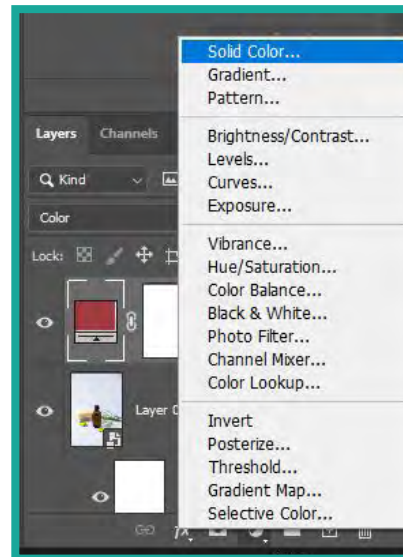 Solid Color...
Gradient...
Pattern...
Brightness/Contrast...
Levels...
Curves...
Exposure...
Vibrance...
Hue/Saturation...
Color Balance...
Black & White...
Photo Filter...
Channel Mixer...
Color Lookup...
Invert
Posterize...
Threshold...
Gradient Map...
Selective Color...
Layers Channels
Kind
Color
Lock:
Layer